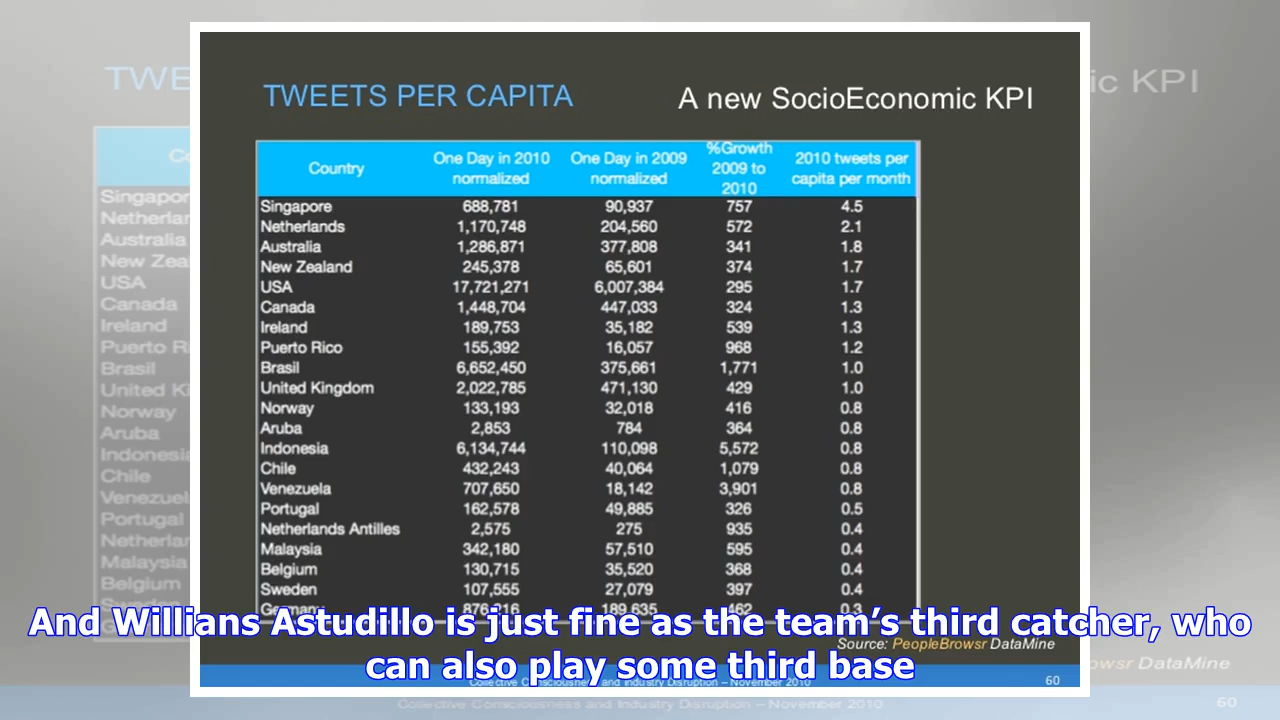 TWEETS PER CAPITA
A new SocioEconomic KPI
Country One Day in 2010 normalized One Day in 2009 normalized %Growth 2009 to 2010 2010 tweets per capita per month
Singapore 688,781 90,937 757 4.5
Netherlands 1,170,748 204,560 572 2.1
Australia 1,286,871 377,808 341 1.8
New Zealand 245,378 65,601 374 1.7
USA 17,721,271 6,007,384 295 1.7
Canada 1,448,704 447,033 324 1.3
Ireland 189,753 35,182 539 1.3
Puerto Rico 155,392 16,057 968 1.2
Brasil 6,652,450 375,661 1,771 1.0
United Kingdom 2,022,785 471,130 429 1.0
Norway 133,193 32,018 416 0.8
Aruba 2,853 784 364 0.8
Indonesia 6,134,744 110,098 5,572 0.8
Chile 432,243 40,064 1,079 0.8
Venezuela 707,650 18,142 3,901 0.8
Portugal 162,578 49,885 326 0.5
Netherlands Antilles 2,575 275 935 0.4
Malaysia 342,180 57,510 595 0.4
Belgium 130,715 35,520 368 0.4
Sweden 107,555 27,079 397 0.4
Germany 189,635 462 0.3
And Willians Astudillo is just fine as the team’s third catcher, who
can also play some third base
Source: PeopleBrowsr DataMine
Collective Consciousness and Industry Disruption – November 2010 60